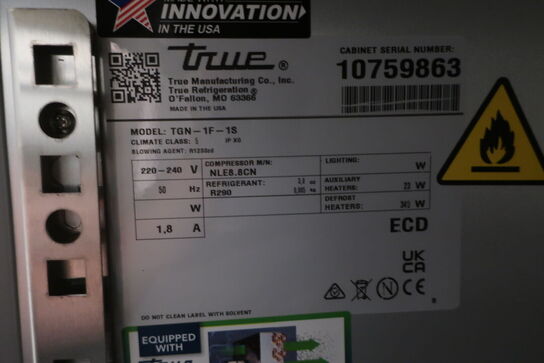 INNOVATION
IN THE USA
true®
True Manufacturing Co., Inc.
True Refrigeration®
O'Fallon, MO 63366
MADE IN THE USA
CABINET SERIAL NUMBER:
10759863
MODEL: TGN-1F-1S
CLIMATE CLASS: 5 IP X0
BLOWING AGENT:
220-240 V
50 Hz
W
1,8 A
COMPRESSOR M/N:
NLE8.8CN
REFRIGERANT:
R290
LIGHTING: W
AUXILIARY
HEATERS: W
DEFROST
HEATERS: W
ECD
UK
CA
CE
DO NOT CLEAN LABEL WITH SOLVENT
EQUIPPED
WITH